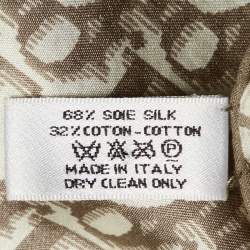 68% SOIE SILK
32% COTON-COTTON
P
MADE IN ITALY
DRY CLEAN ONLY